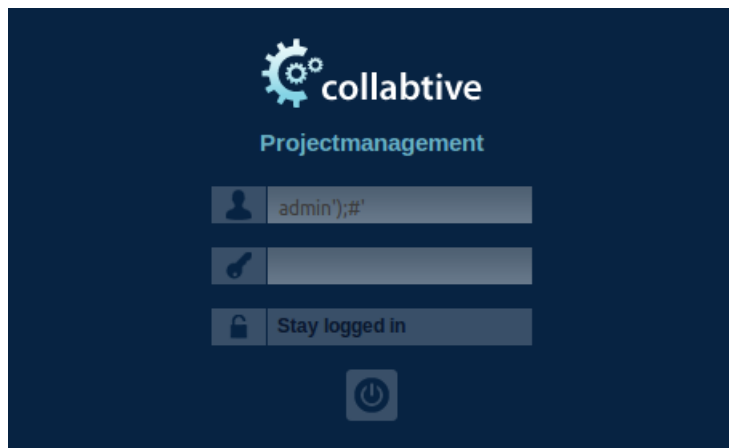 collabtive
Projectmanagement
admin');#'
Stay logged in